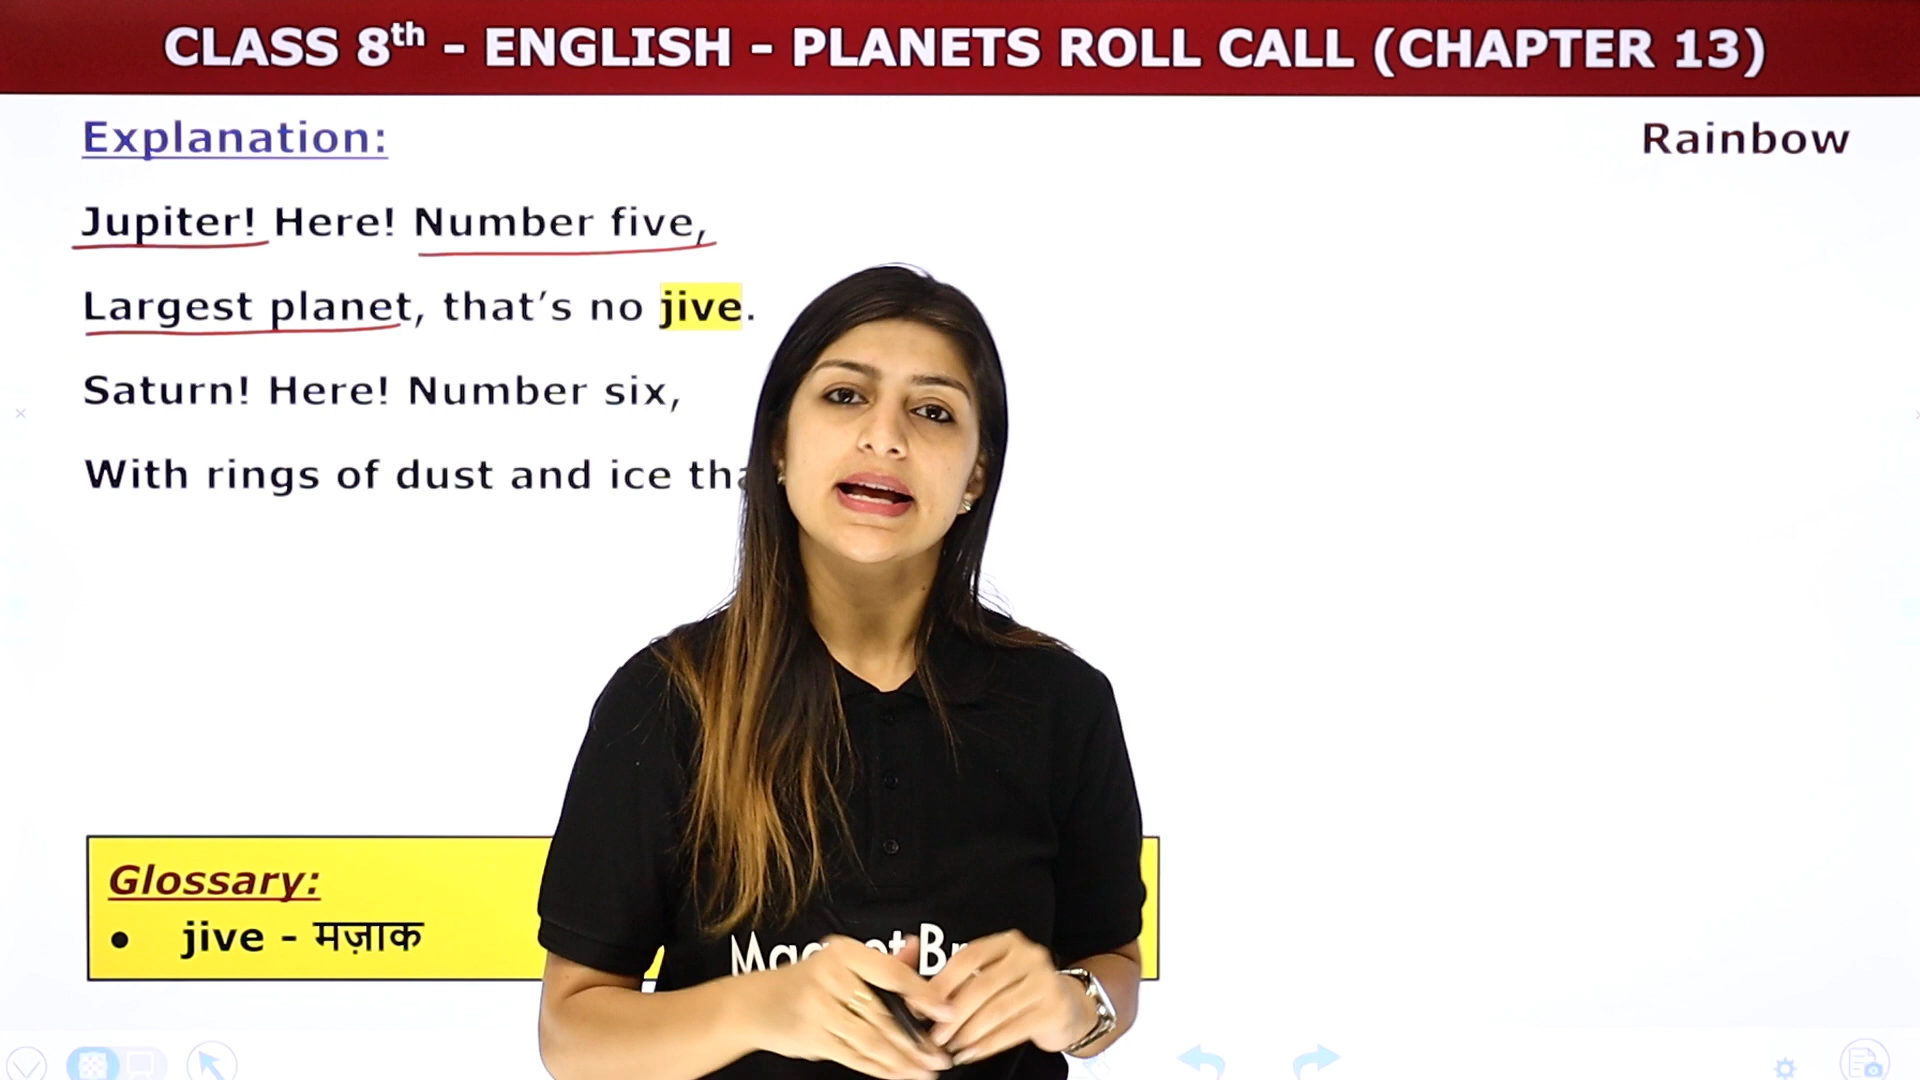 CLASS 8th - ENGLISH - PLANETS ROLL CALL (CHAPTER 13)
Explanation:
Rainbow
Jupiter! Here! Number five,
Largest planet, that’s no jive.
Saturn! Here! Number six,
With rings of dust and ice
Glossary:
● jive - मज़ाक